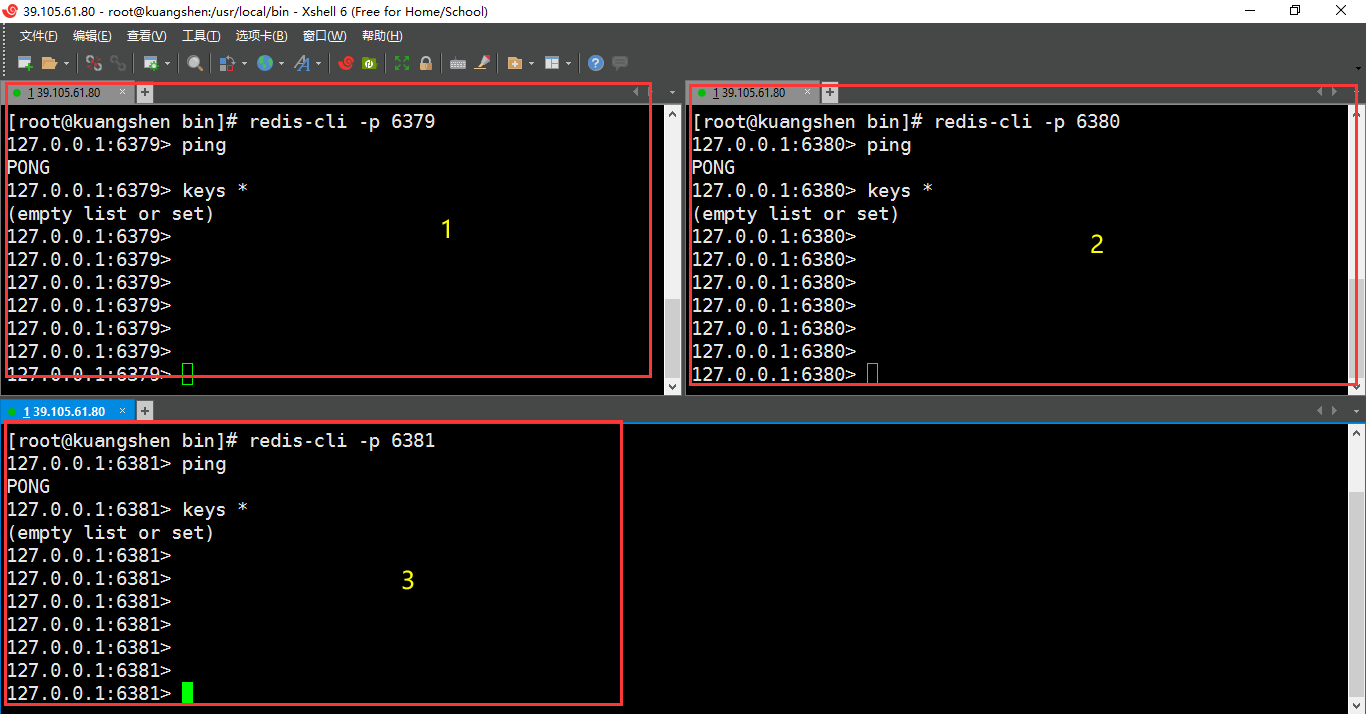 39.105.61.80 - root@kuangshen:/usr/local/bin - Xshell 6 (Free for Home/School)
文件(F) 编辑(E) 查看(V) 工具(T) 选项卡(B) 窗口(W) 帮助(H)
1 39.105.61.80 × +
[root@kuangshen bin]# redis-cli -p 6379
127.0.0.1:6379> ping
PONG
127.0.0.1:6379> keys *
(empty list or set)
127.0.0.1:6379>
127.0.0.1:6379>
127.0.0.1:6379>
127.0.0.1:6379>
127.0.0.1:6379>
127.0.0.1:6379>
127.0.0.1:6379>
1
1 39.105.61.80 × +
[root@kuangshen bin]# redis-cli -p 6380
127.0.0.1:6380> ping
PONG
127.0.0.1:6380> keys *
(empty list or set)
127.0.0.1:6380>
127.0.0.1:6380>
127.0.0.1:6380>
127.0.0.1:6380>
127.0.0.1:6380>
127.0.0.1:6380>
127.0.0.1:6380>
2
1 39.105.61.80 × +
[root@kuangshen bin]# redis-cli -p 6381
127.0.0.1:6381> ping
PONG
127.0.0.1:6381> keys *
(empty list or set)
127.0.0.1:6381>
127.0.0.1:6381>
127.0.0.1:6381>
127.0.0.1:6381>
127.0.0.1:6381>
127.0.0.1:6381>
127.0.0.1:6381>
3